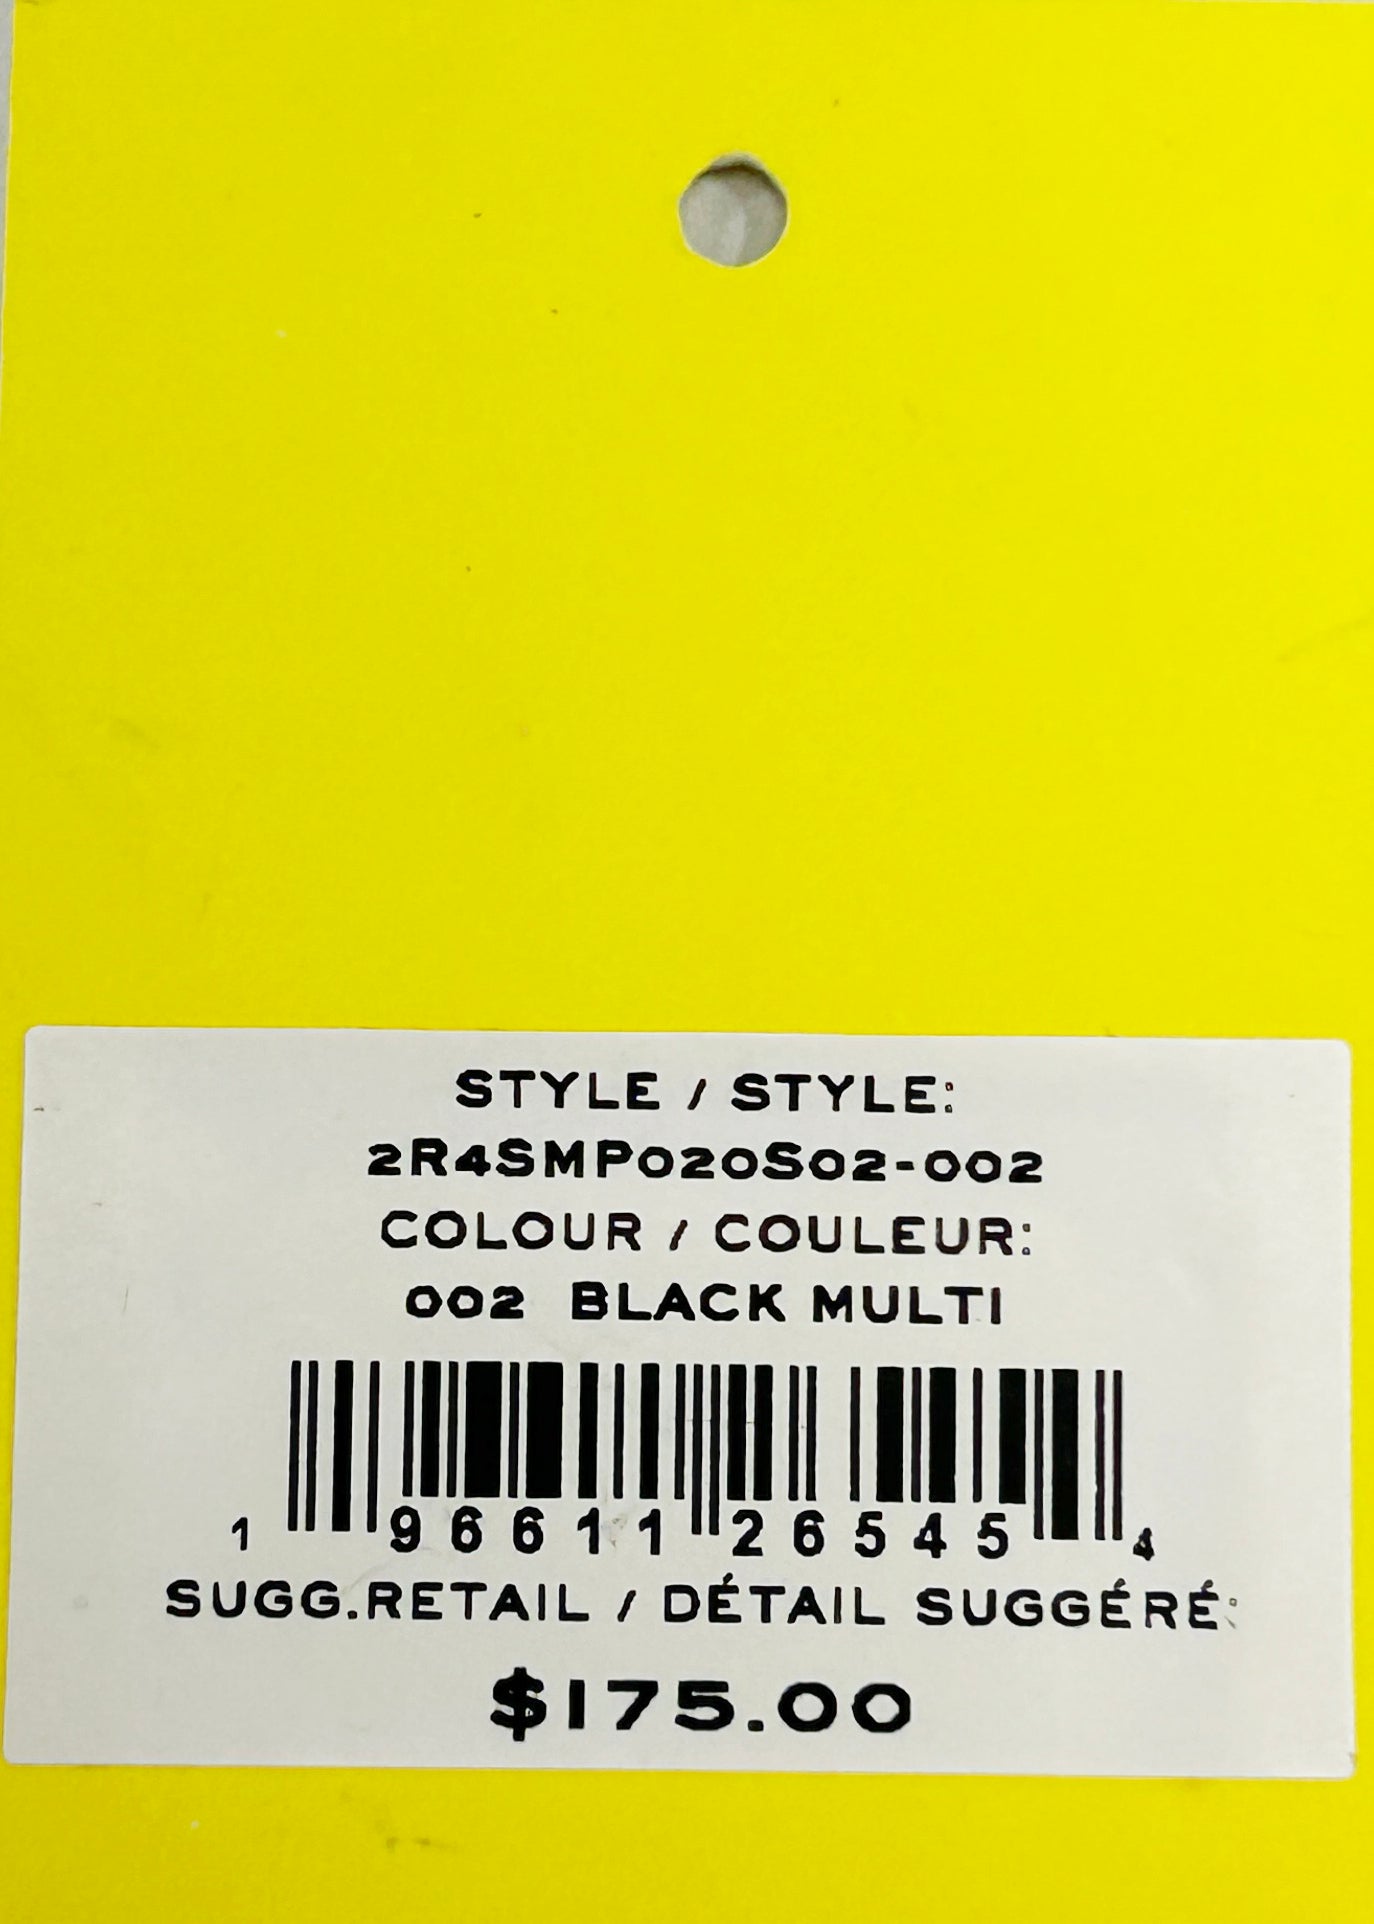 STYLE / STYLE:
2R4SMP020S02-002
COLOUR / COULEUR:
002 BLACK MULTI
1 96611 26545 4
SUGG.RETAIL / DÉTAIL SUGGÉRÉ:
$175.00